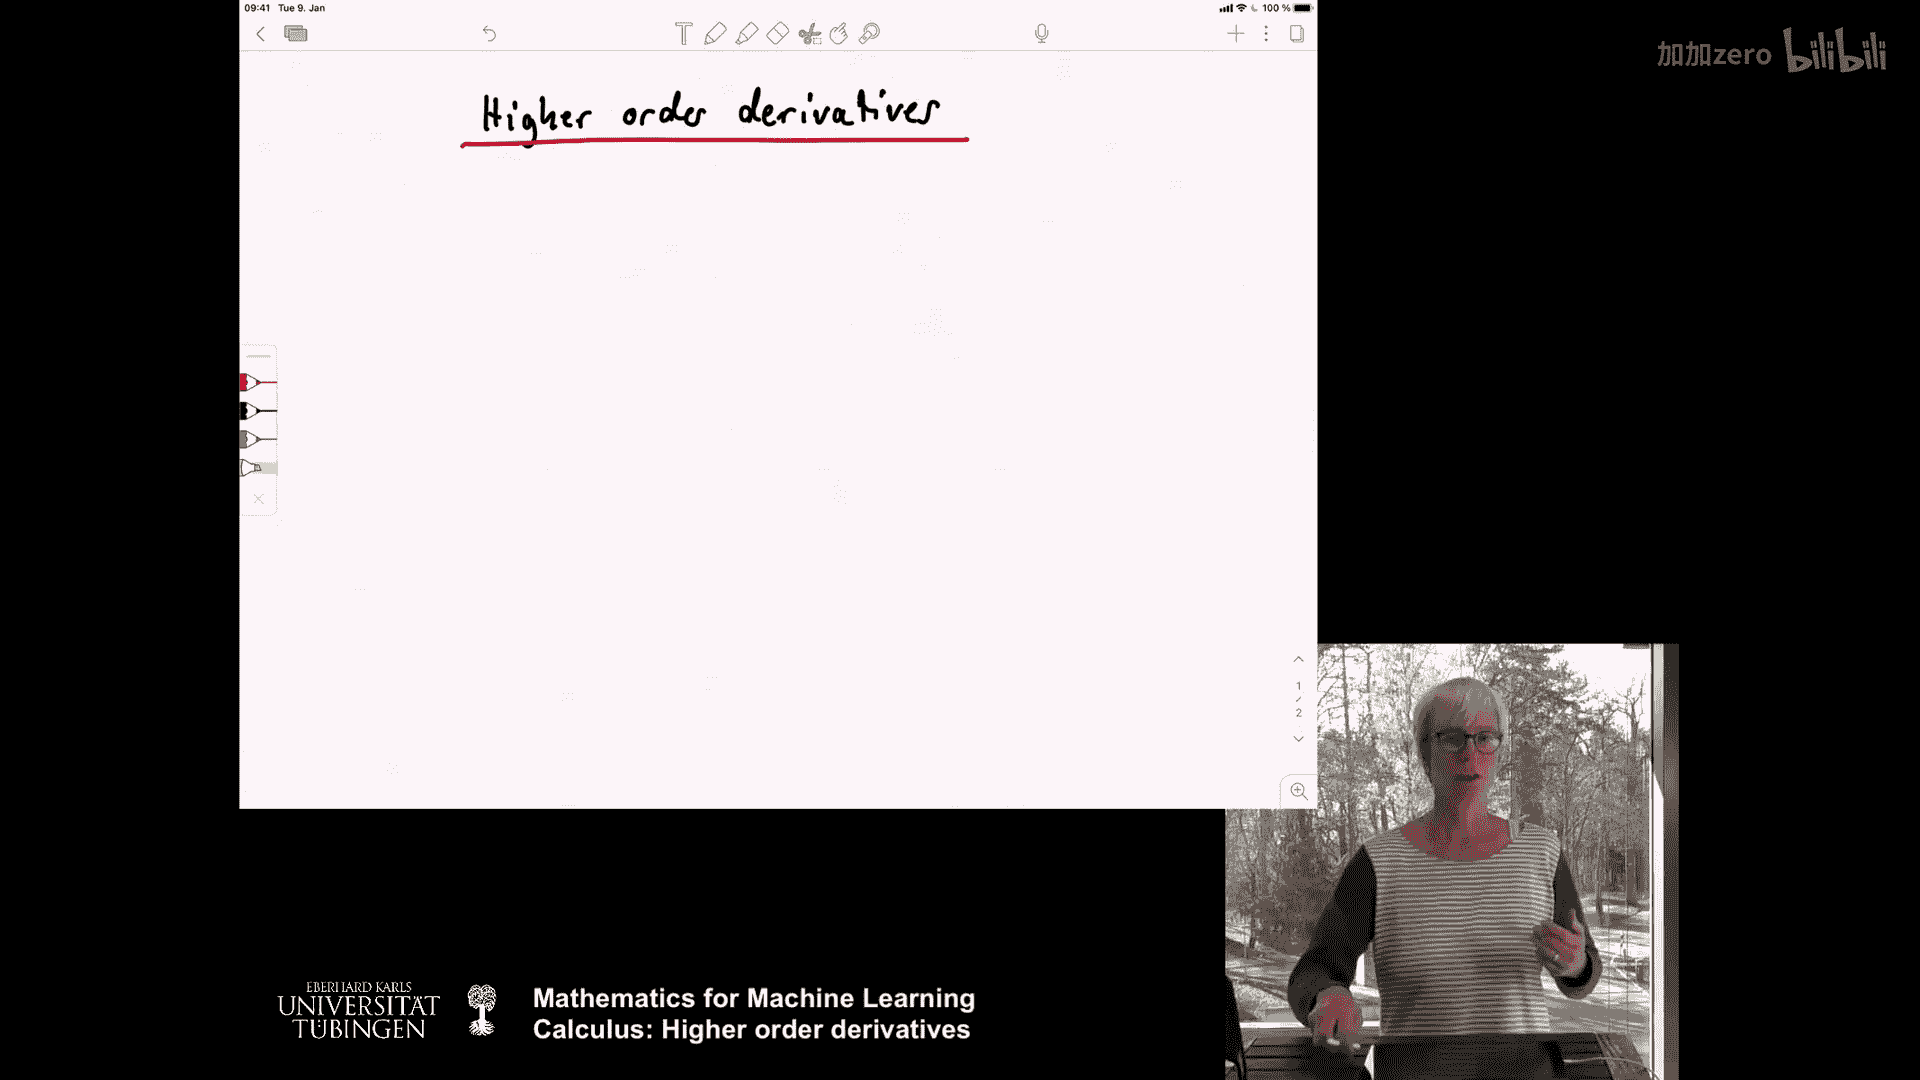 09:41 Tue 9. Jan
100 %
T
加加zero bilibili
Higher order derivatives
1
2
EBERHARD KARLS
UNIVERSITÄT
TÜBINGEN
Mathematics for Machine Learning
Calculus: Higher order derivatives